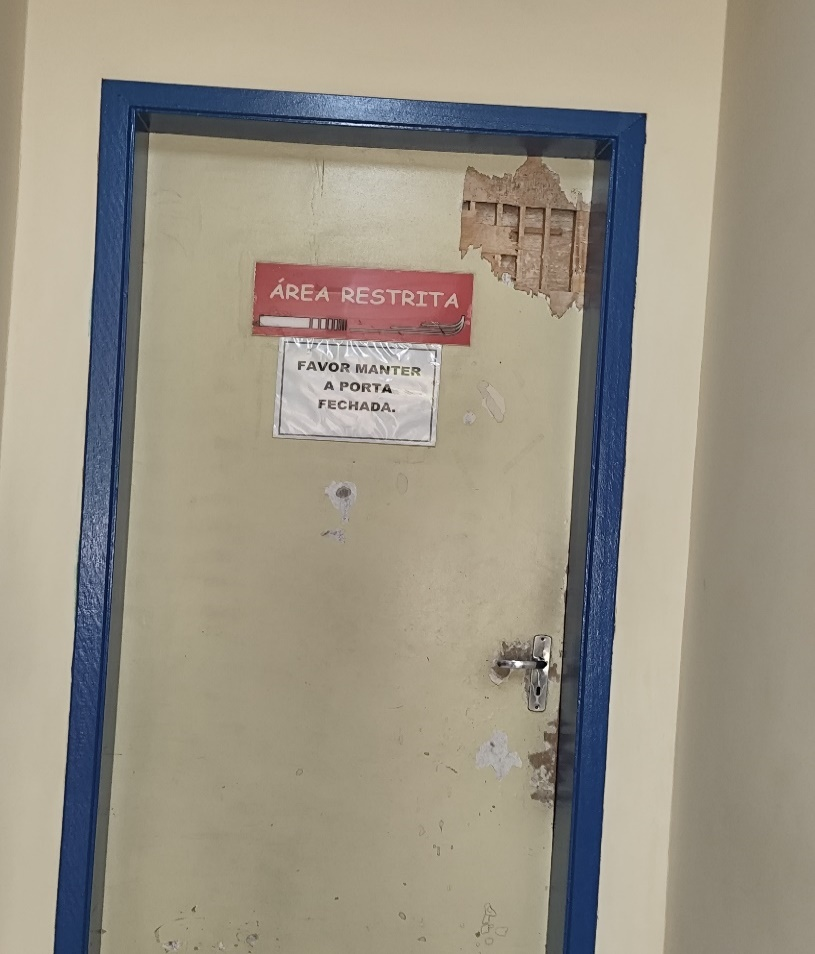 ÁREA RESTRITA
FAVOR MANTER
A PORTA
FECHADA.